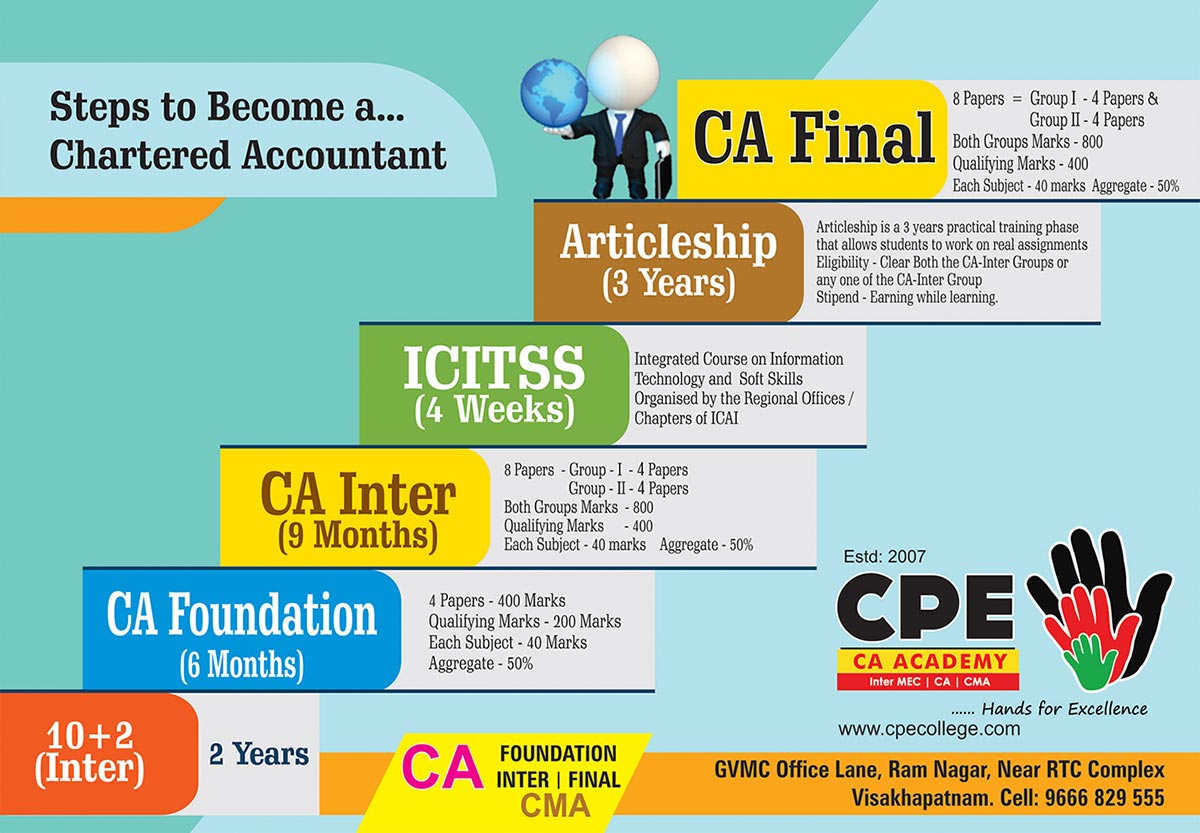 Steps to Become a...
Chartered Accountant
CA Final
8 Papers = Group I - 4 Papers &
Group II - 4 Papers
Both Groups Marks - 800
Qualifying Marks - 400
Each Subject - 40 marks Aggregate - 50%
Articleship
(3 Years)
Articleship is a 3 years practical training phase
that allows students to work on real assignments
Eligibility - Clear Both the CA-Inter Groups or
any one of the CA-Inter Group
Stipend - Earning while learning.
ICITSS
(4 Weeks)
Integrated Course on Information
Technology and Soft Skills
Organised by the Regional Offices /
Chapters of ICAI
CA Inter
(9 Months)
8 Papers - Group - I - 4 Papers
Group - II - 4 Papers
Both Groups Marks - 800
Qualifying Marks - 400
Each Subject - 40 marks Aggregate - 50%
CA Foundation
(6 Months)
4 Papers - 400 Marks
Qualifying Marks - 200 Marks
Each Subject - 40 Marks
Aggregate - 50%
10+2
(Inter)
2 Years
Estd: 2007
CPE
CA ACADEMY
Inter MEC | CA | CMA
...... Hands for Excellence
www.cpecollege.com
CA FOUNDATION
INTER | FINAL
CMA
GVMC Office Lane, Ram Nagar, Near RTC Complex
Visakhapatnam. Cell: 9666 829 555